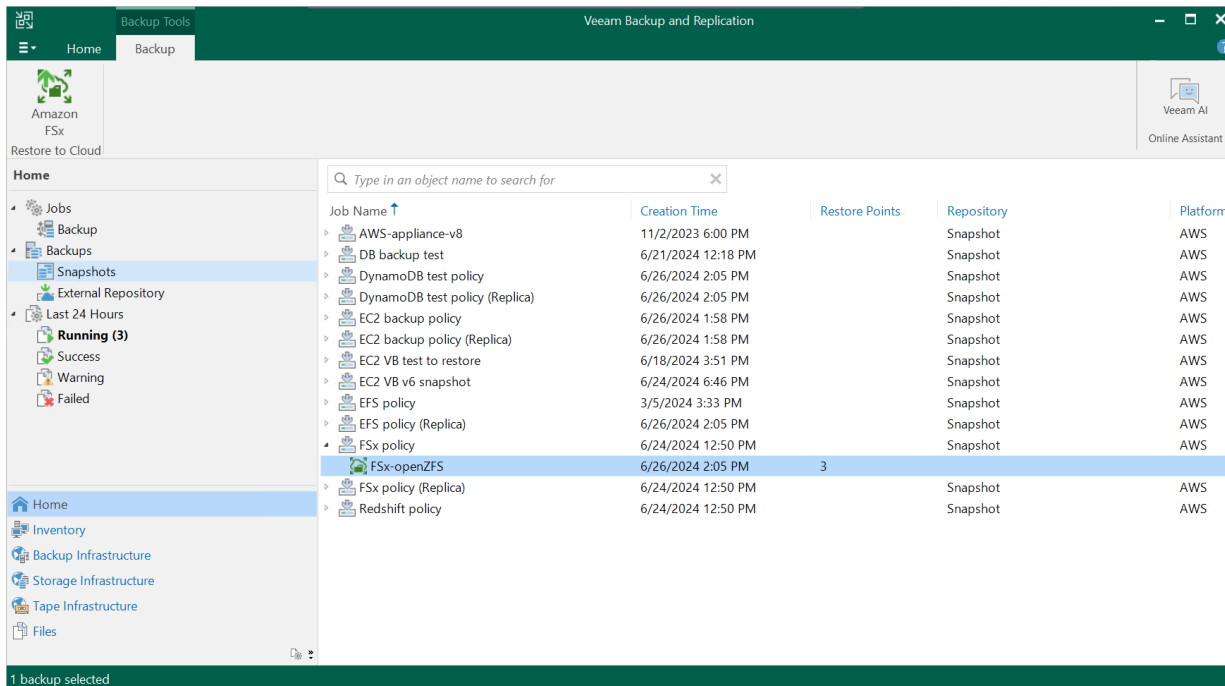 Backup Tools
Veeam Backup and Replication
Home Backup
Amazon
FSx
Restore to Cloud
Veeam AI
Online Assistant
Home
Jobs
Backup
Backups
Snapshots
External Repository
Last 24 Hours
Running (3)
Success
Warning
Failed
Home
Inventory
Backup Infrastructure
Storage Infrastructure
Tape Infrastructure
Files
Type in an object name to search for
Job Name Creation Time Restore Points Repository Platform
AWS-appliance-v8 11/2/2023 6:00 PM Snapshot AWS
DB backup test 6/21/2024 12:18 PM Snapshot AWS
DynamoDB test policy 6/26/2024 2:05 PM Snapshot AWS
DynamoDB test policy (Replica) 6/26/2024 2:05 PM Snapshot AWS
EC2 backup policy 6/26/2024 1:58 PM Snapshot AWS
EC2 backup policy (Replica) 6/26/2024 1:58 PM Snapshot AWS
EC2 VB test to restore 6/18/2024 3:51 PM Snapshot AWS
EC2 VB v6 snapshot 6/24/2024 6:46 PM Snapshot AWS
EFS policy 3/5/2024 3:33 PM Snapshot AWS
EFS policy (Replica) 6/26/2024 2:05 PM Snapshot AWS
FSx policy 6/24/2024 12:50 PM Snapshot AWS
FSx-openZFS 6/26/2024 2:05 PM 3
FSx policy (Replica) 6/24/2024 12:50 PM Snapshot AWS
Redshift policy 6/24/2024 12:50 PM Snapshot AWS
1 backup selected